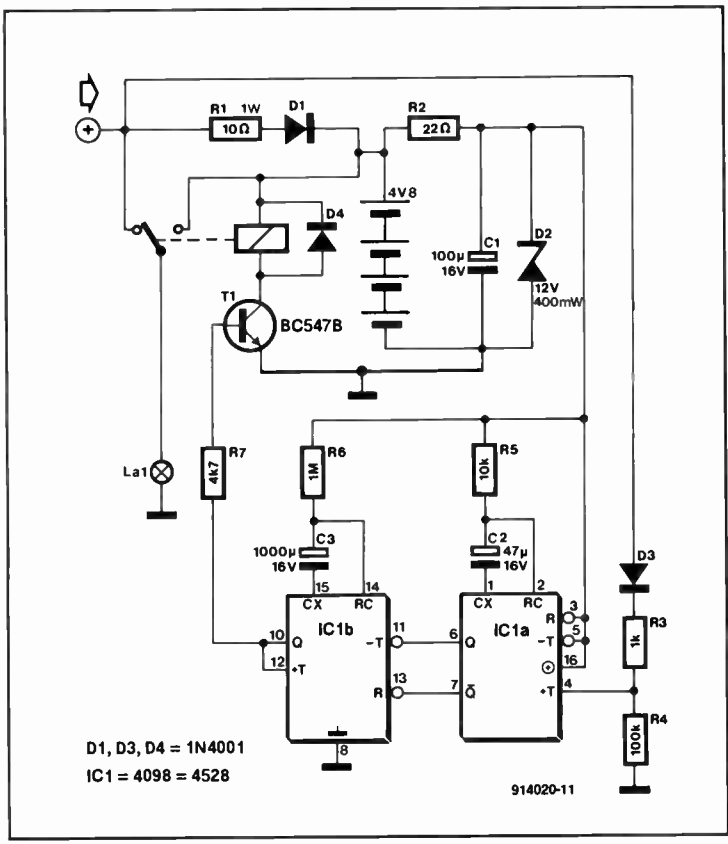 R1 1W
10Ω
D1
R2
22Ω
4V8
D4
C1
100µ
16V
D2
12V
400mW
T1
BC547B
La1
R7
4k7
R6
1M
R5
10k
C3
1000µ
16V
C2
47µ
16V
D3
R3
1k
R4
100k
15
14
CX
RC
IC1b
10
Q
12
+T
11
−T
13
R
8
1
2
CX
RC
IC1a
3
R
5
−T
16
4
+T
6
Q
7
Q̄
D1, D3, D4 = 1N4001
IC1 = 4098 = 4528
914020-11